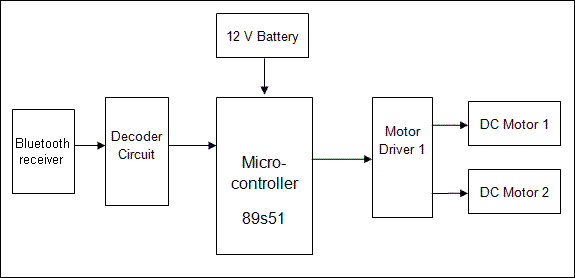 12 V Battery
Bluetooth
receiver
Decoder
Circuit
Micro-
controller
89s51
Motor
Driver 1
DC Motor 1
DC Motor 2